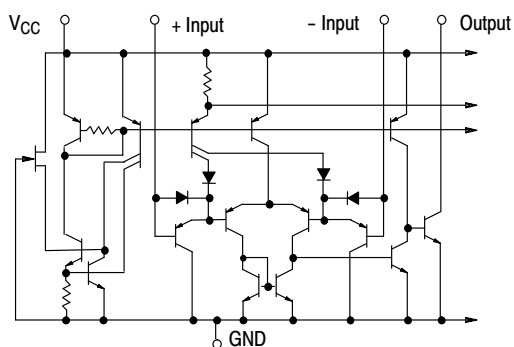 VCC
+ Input
– Input
Output
GND